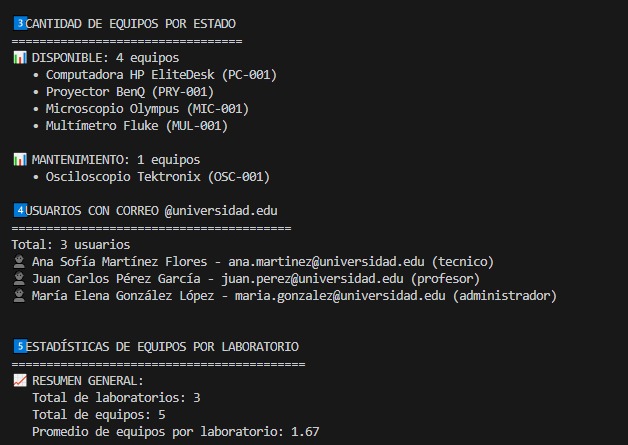 3️⃣CANTIDAD DE EQUIPOS POR ESTADO
=================================
📊 DISPONIBLE: 4 equipos
• Computadora HP EliteDesk (PC-001)
• Proyector BenQ (PRY-001)
• Microscopio Olympus (MIC-001)
• Multímetro Fluke (MUL-001)
📊 MANTENIMIENTO: 1 equipos
• Osciloscopio Tektronix (OSC-001)
4️⃣USUARIOS CON CORREO @universidad.edu
========================================
Total: 3 usuarios
👤 Ana Sofía Martínez Flores - ana.martinez@universidad.edu (tecnico)
👤 Juan Carlos Pérez García - juan.perez@universidad.edu (profesor)
👤 María Elena González López - maria.gonzalez@universidad.edu (administrador)
5️⃣ESTADÍSTICAS DE EQUIPOS POR LABORATORIO
==========================================
📈 RESUMEN GENERAL:
Total de laboratorios: 3
Total de equipos: 5
Promedio de equipos por laboratorio: 1.67